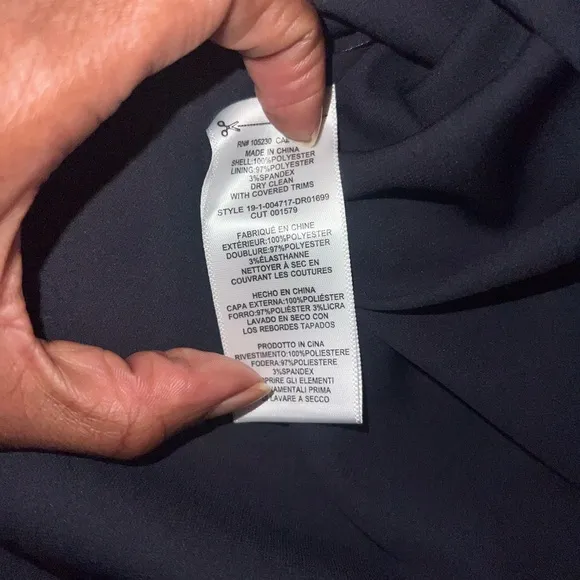 RN# 105230
MADE IN CHINA
SHELL:100%POLYESTER
LINING:97%POLYESTER
3%SPANDEX
DRY CLEAN
WITH COVERED TRIMS
STYLE 19-1-004717-DR01699
CUT 001579
FABRIQUÉ EN CHINE
EXTÉRIEUR:100%POLYESTER
DOUBLURE:97%POLYESTER
3%ÉLASTHANNE
NETTOYER À SEC EN
COUVRANT LES COUTURES
HECHO EN CHINA
CAPA EXTERNA:100%POLIÉSTER
FORRO:97%POLIÉSTER 3%LICRA
LAVADO EN SECO CON
LOS REBORDES TAPADOS
PRODOTTO IN CINA
RIVESTIMENTO:100%POLIESTERE
FODERA:97%POLIESTERE
3%SPANDEX
GLI ELEMENTI
PRIMA
LAVARE A SECCO